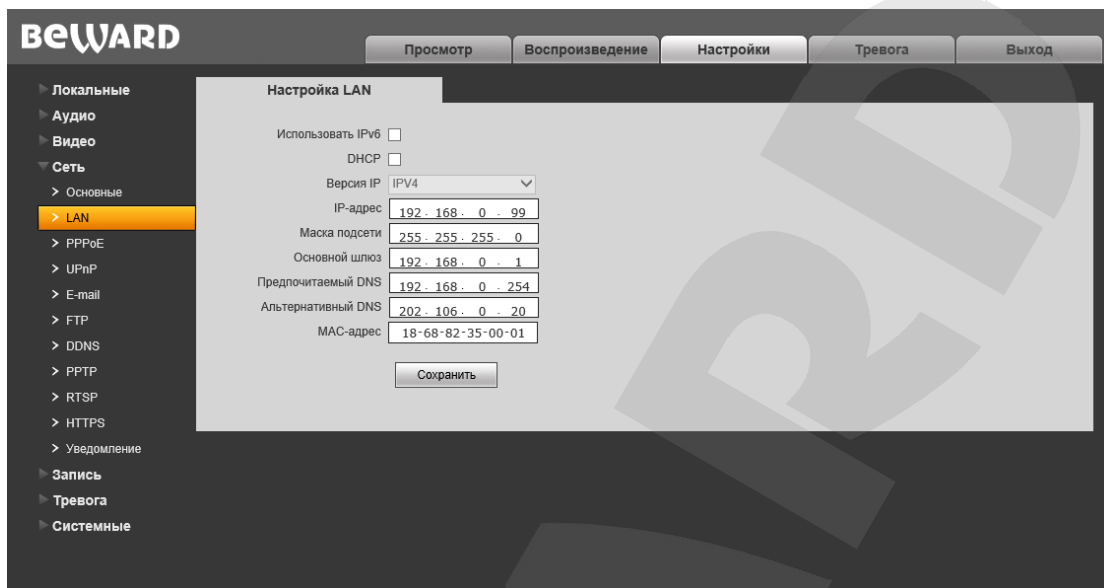 BEWARD
Просмотр Воспроизведение Настройки Тревога Выход
Локальные
Аудио
Видео
Сеть
> Основные
> LAN
> PPPoE
> UPnP
> E-mail
> FTP
> DDNS
> PPTP
> RTSP
> HTTPS
> Уведомление
Запись
Тревога
Системные
Настройка LAN
Использовать IPv6
DHCP
Версия IP IPV4
IP-адрес 192 . 168 . 0 . 99
Маска подсети 255 . 255 . 255 . 0
Основной шлюз 192 . 168 . 0 . 1
Предпочитаемый DNS 192 . 168 . 0 . 254
Альтернативный DNS 202 . 106 . 0 . 20
MAC-адрес 18-68-82-35-00-01
Сохранить